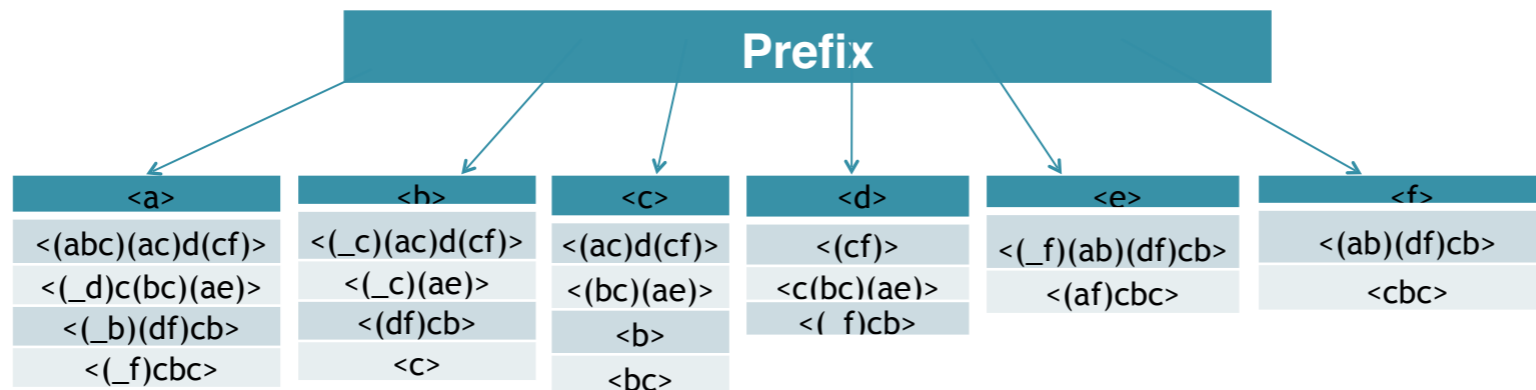 Prefix
<a>
<(abc)(ac)d(cf)>
<(_d)c(bc)(ae)>
<(_b)(df)cb>
<(_f)cbc>
<b>
<(_c)(ac)d(cf)>
<(_c)(ae)>
<(df)cb>
<c>
<c>
<(ac)d(cf)>
<(bc)(ae)>
<b>
<bc>
<d>
<(cf)>
<c(bc)(ae)>
<(_f)cb>
<e>
<(_f)(ab)(df)cb>
<(af)cbc>
<f>
<(ab)(df)cb>
<cbc>